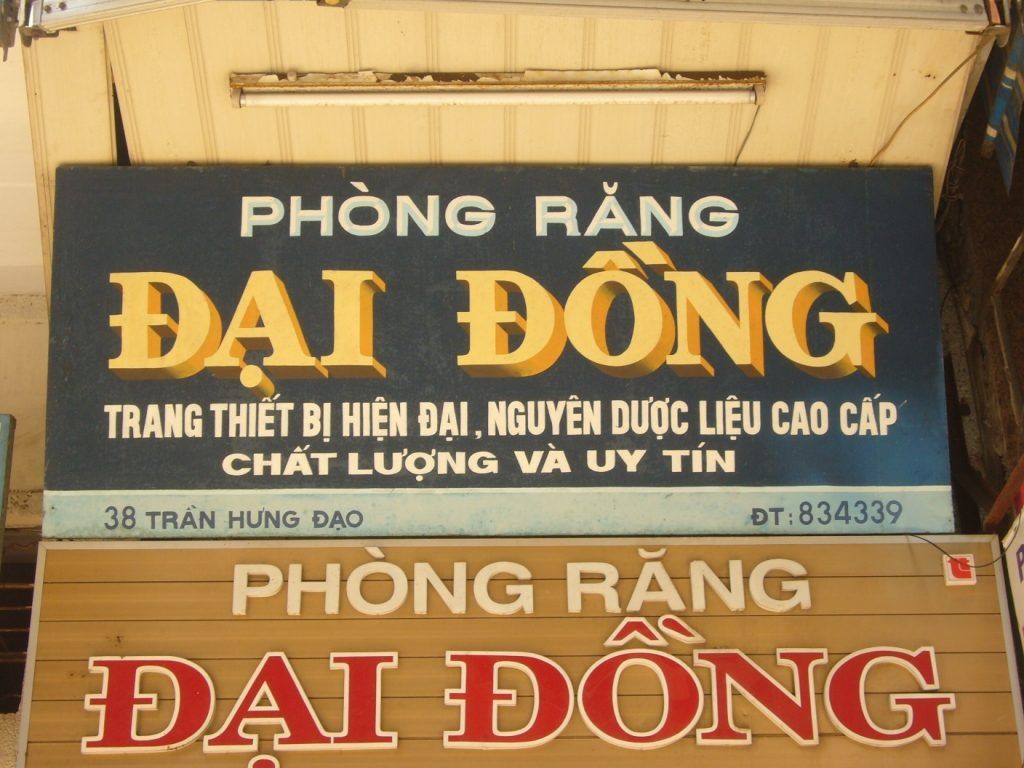 PHÒNG RĂNG
ĐẠI ĐỒNG
TRANG THIẾT BỊ HIỆN ĐẠI, NGUYÊN DƯỢC LIỆU CAO CẤP
CHẤT LƯỢNG VÀ UY TÍN
38 TRẦN HƯNG ĐẠO ĐT: 834339
PHÒNG RĂNG
ĐẠI ĐỒNG